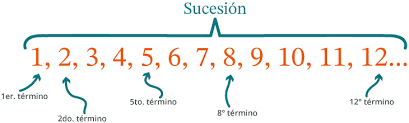 Sucesión
1, 2, 3, 4, 5, 6, 7, 8, 9, 10, 11, 12...
1er. término
2do. término
5to. término
8° término
12° término